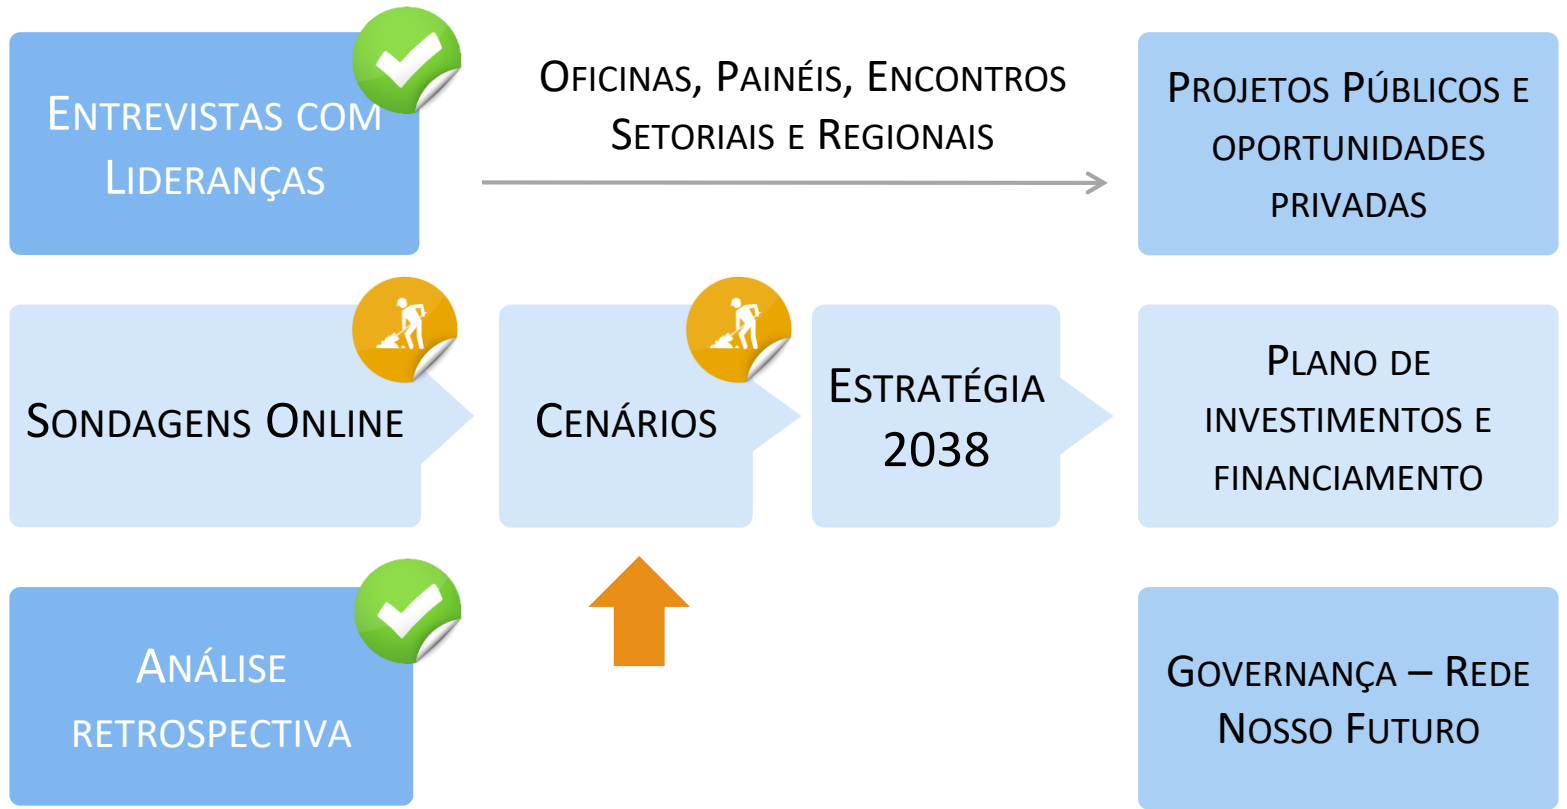 Entrevistas com
Lideranças
Oficinas, Painéis, Encontros
Setoriais e Regionais
Projetos Públicos e
oportunidades
privadas
Sondagens Online
Cenários
Estratégia
2038
Plano de
investimentos e
financiamento
Análise
retrospectiva
Governança – Rede
Nosso Futuro